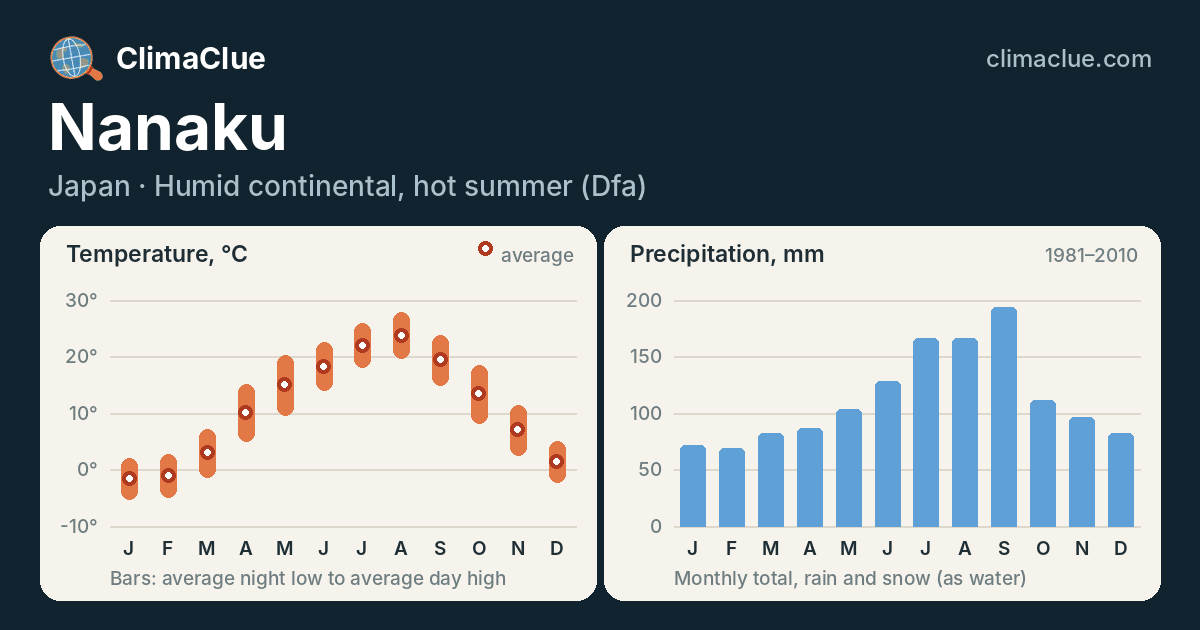 ClimaClue
climaclue.com
Nanaku
Japan · Humid continental, hot summer (Dfa)
Temperature, °C
average
30°
20°
10°
0°
-10°
J F M A M J J A S O N D
Bars: average night low to average day high
Precipitation, mm
1981–2010
200
150
100
50
0
J F M A M J J A S O N D
Monthly total, rain and snow (as water)